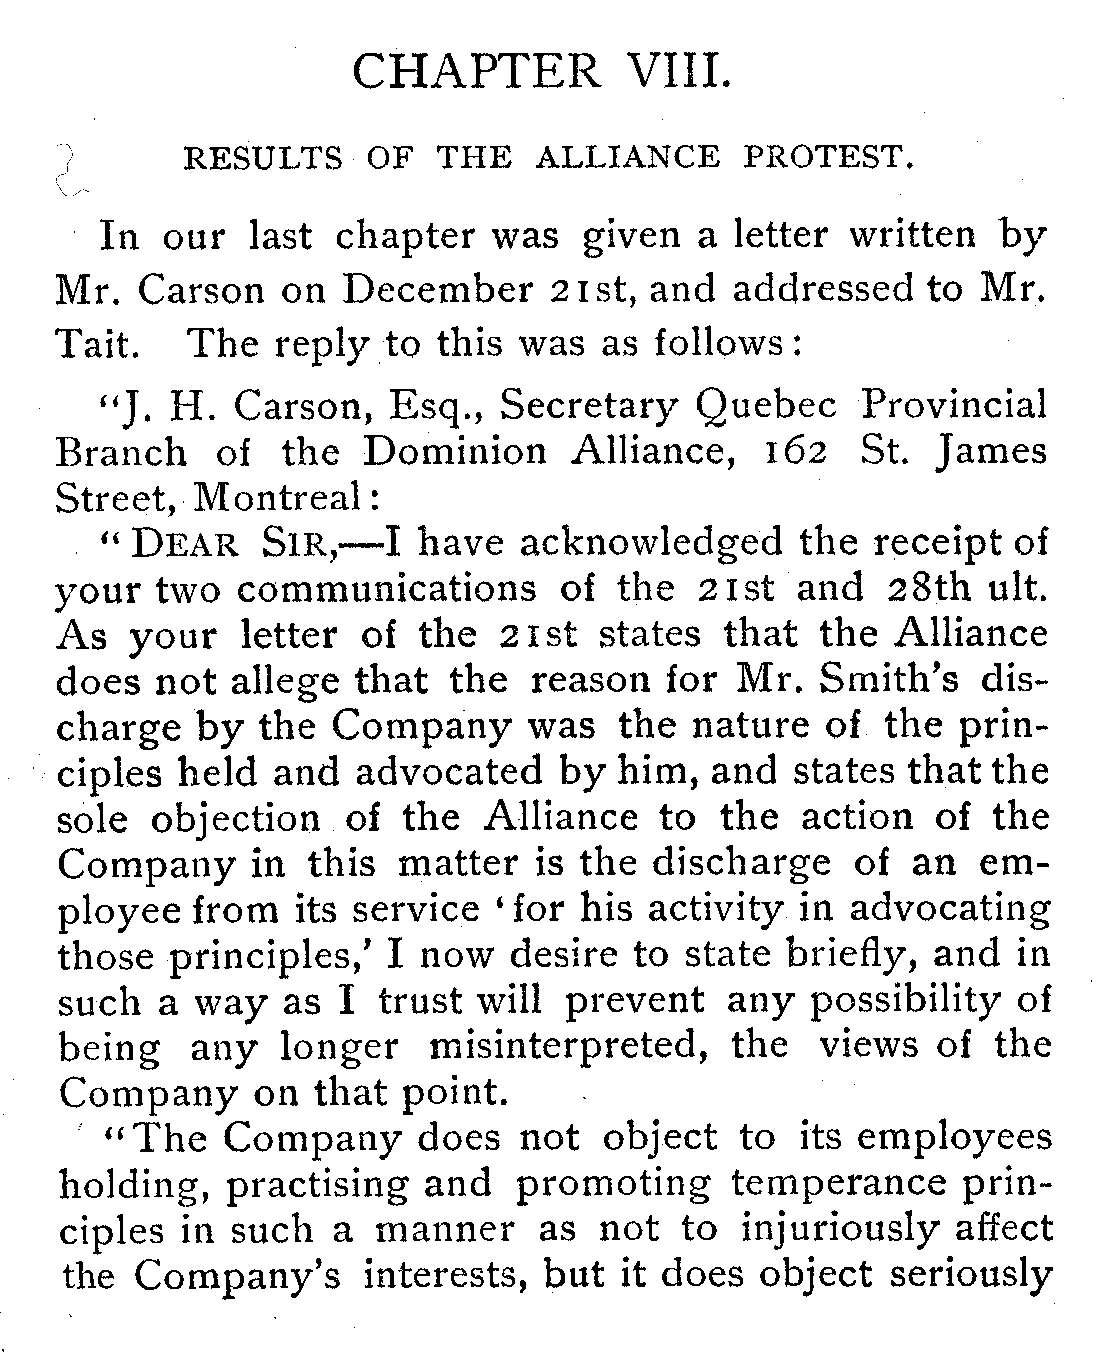 CHAPTER VIII.
RESULTS OF THE ALLIANCE PROTEST.
In our last chapter was given a letter written by
Mr. Carson on December 21st, and addressed to Mr.
Tait. The reply to this was as follows:
"J. H. Carson, Esq., Secretary Quebec Provincial
Branch of the Dominion Alliance, 162 St. James
Street, Montreal:
"DEAR SIR,—I have acknowledged the receipt of
your two communications of the 21st and 28th ult.
As your letter of the 21st states that the Alliance
does not allege that the reason for Mr. Smith's dis-
charge by the Company was the nature of the prin-
ciples held and advocated by him, and states that the
sole objection of the Alliance to the action of the
Company in this matter is the discharge of an em-
ployee from its service 'for his activity in advocating
those principles,' I now desire to state briefly, and in
such a way as I trust will prevent any possibility of
being any longer misinterpreted, the views of the
Company on that point.
"The Company does not object to its employees
holding, practising and promoting temperance prin-
ciples in such a manner as not to injuriously affect
the Company's interests, but it does object seriously